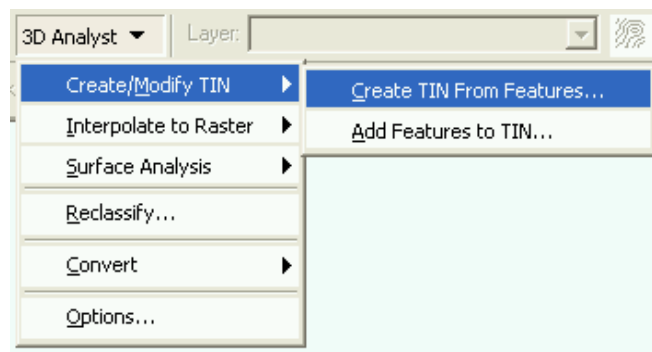 3D Analyst
Layer:
Create/Modify TIN
Create TIN From Features...
Interpolate to Raster
Add Features to TIN...
Surface Analysis
Reclassify...
Convert
Options...